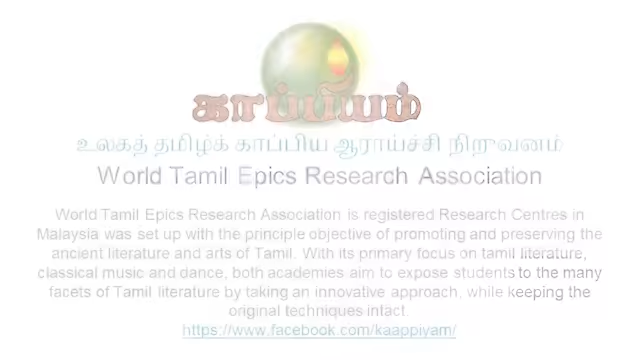 காப்பியம்
உலகத் தமிழ்க் காப்பிய ஆராய்ச்சி நிறுவனம்
World Tamil Epics Research Association
World Tamil Epics Research Association is registered Research Centres in
Malaysia was set up with the principle objective of promoting and preserving the
ancient literature and arts of Tamil. With its primary focus on tamil literature,
classical music and dance, both academies aim to expose students to the many
facets of Tamil literature by taking an innovative approach, while keeping the
original techniques intact.
https://www.facebook.com/kaappiyam/